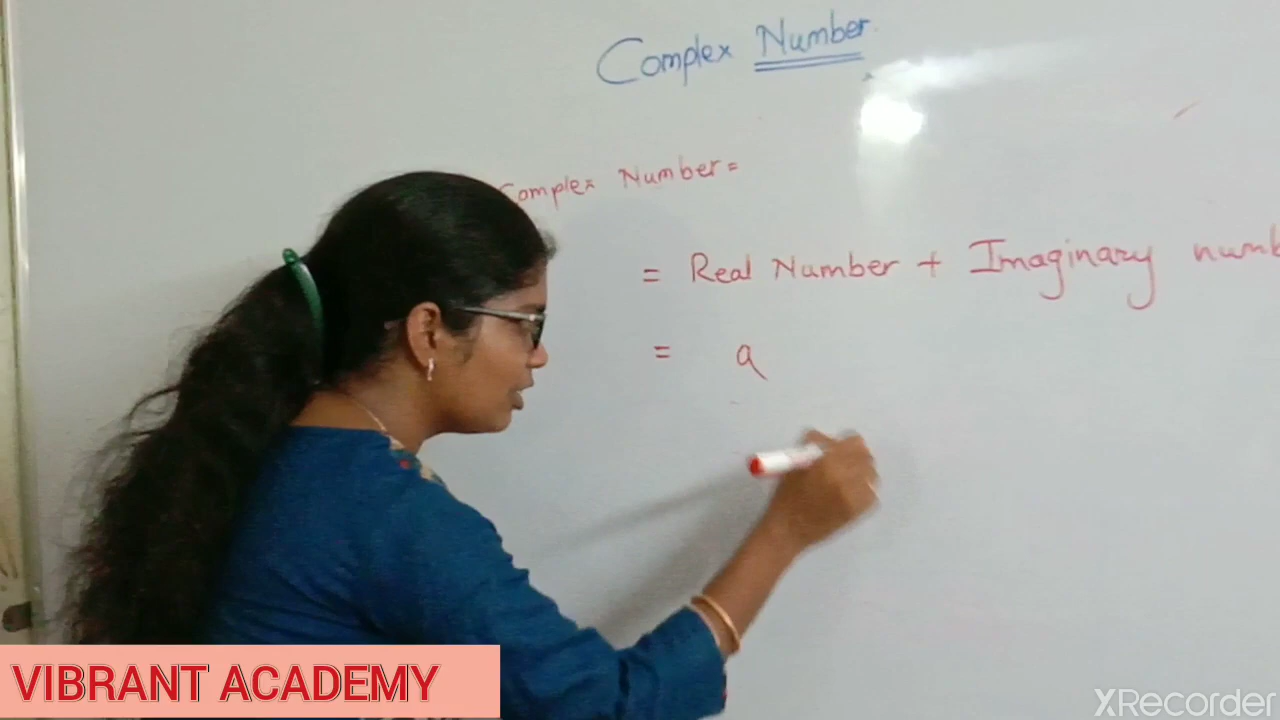 Complex Number
Complex Number =
= Real Number + Imaginary numb
= a
VIBRANT ACADEMY
XRecorder